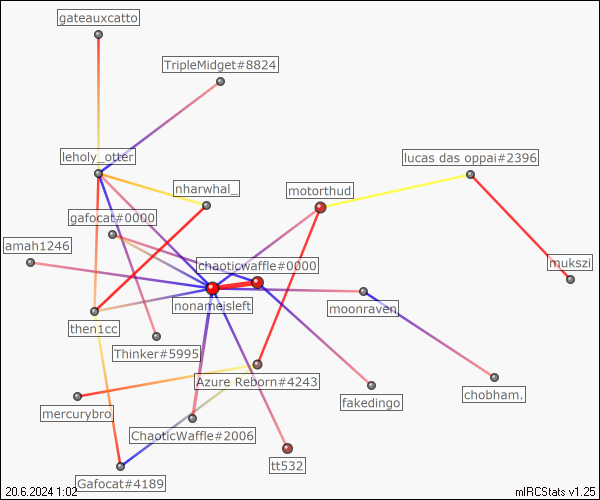 gateauxcatto
TripleMidget#8824
leholy_otter
lucas das oppai#2396
nharwhal_
motorthud
gafocat#0000
amah1246
chaoticwaffle#0000
mukszi
nonameisleft
moonraven_
then1cc
Thinker#5995
Azure Reborn#4243
chobham.
mercurybro
fakedingo
ChaoticWaffle#2006
tt532
Gafocat#4189
20.6.2024 1:02
mIRCStats v1.25